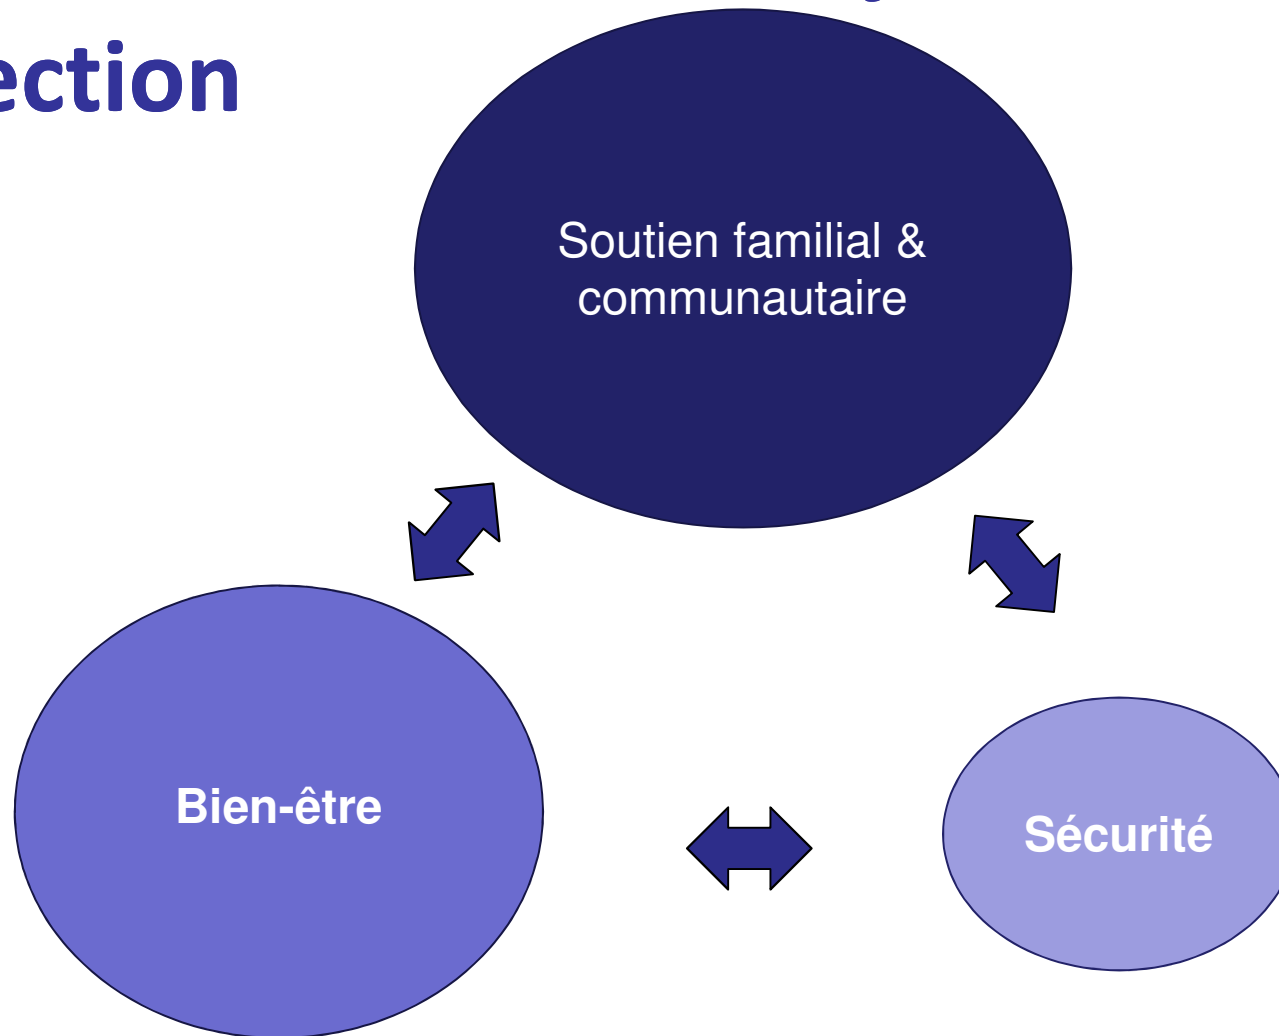 ection
Soutien familial &
communautaire
Bien-être
Sécurité